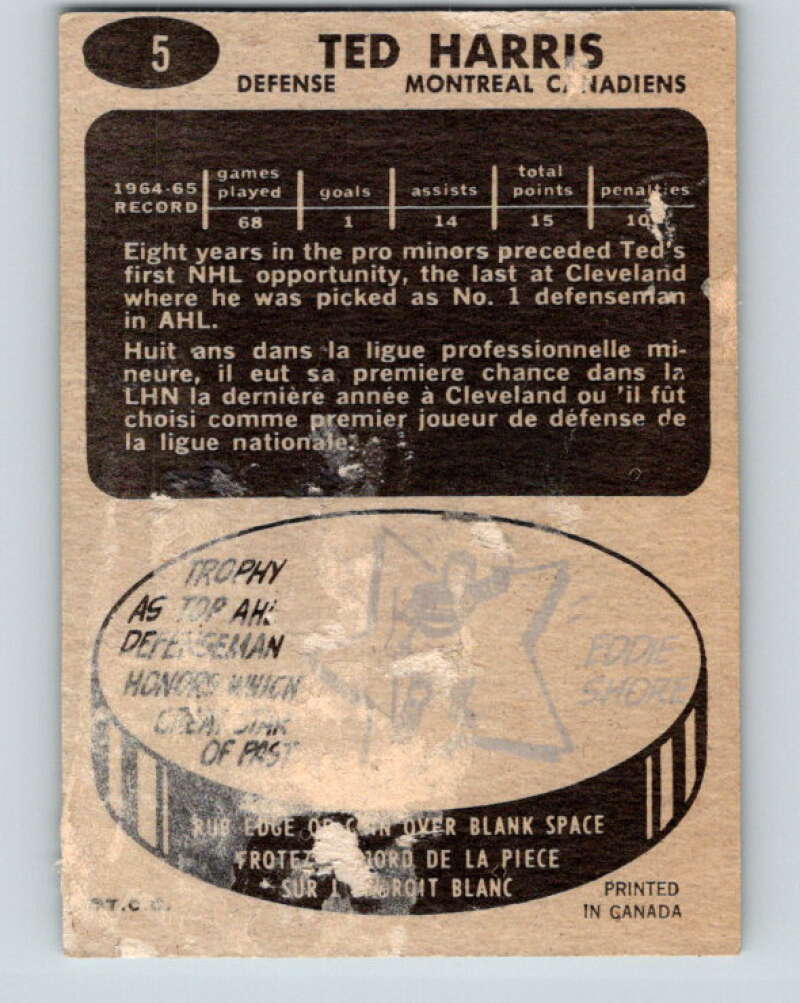 5
TED HARRIS
DEFENSE MONTREAL CANADIENS
1964-65 RECORD
games played goals assists total points penalties
68 1 14 15
Eight years in the pro minors preceded Ted's
first NHL opportunity, the last at Cleveland
where he was picked as No. 1 defenseman
in AHL.
Huit ans dans la ligue professionnelle mi-
neure, il eut sa premiere chance dans la
LHN la dernière année à Cleveland ou 'il fût
choisi comme premier joueur de défense de
la ligue nationale.
TROPHY
AS TOP AHL
DEFENSEMAN
HONORS WHICH
GREAT STAR
OF PAST
EDDIE
SHORE
RUB EDGE OF COIN OVER BLANK SPACE
FROTEZ BORD DE LA PIECE
SUR L'ENDROIT BLANC
T.C.G.
PRINTED
IN CANADA